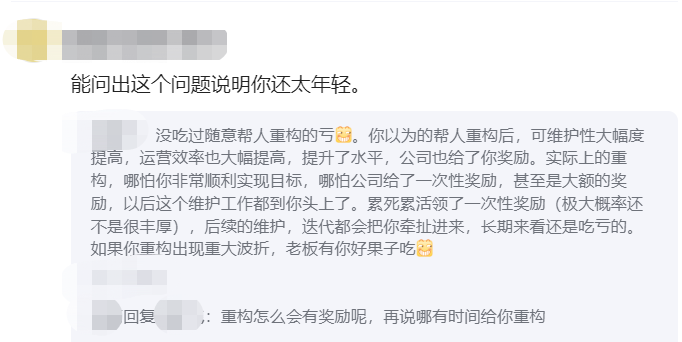 能问出这个问题说明你还太年轻。
没吃过随意帮人重构的亏。你以为的帮人重构后，可维护性大幅度
提高，运营效率也大幅提高，提升了水平，公司也给了你奖励。实际上的重
构，哪怕你非常顺利实现目标，哪怕公司给了一次性奖励，甚至是大额的奖
励，以后这个维护工作都到你头上了。累死累活领了一次性奖励（极大概率还
不是很丰厚），后续的维护，迭代都会把你牵扯进来，长期来看还是吃亏的。
如果你重构出现重大波折，老板有你好果子吃
回复：重构怎么会有奖励呢，再说哪有时间给你重构